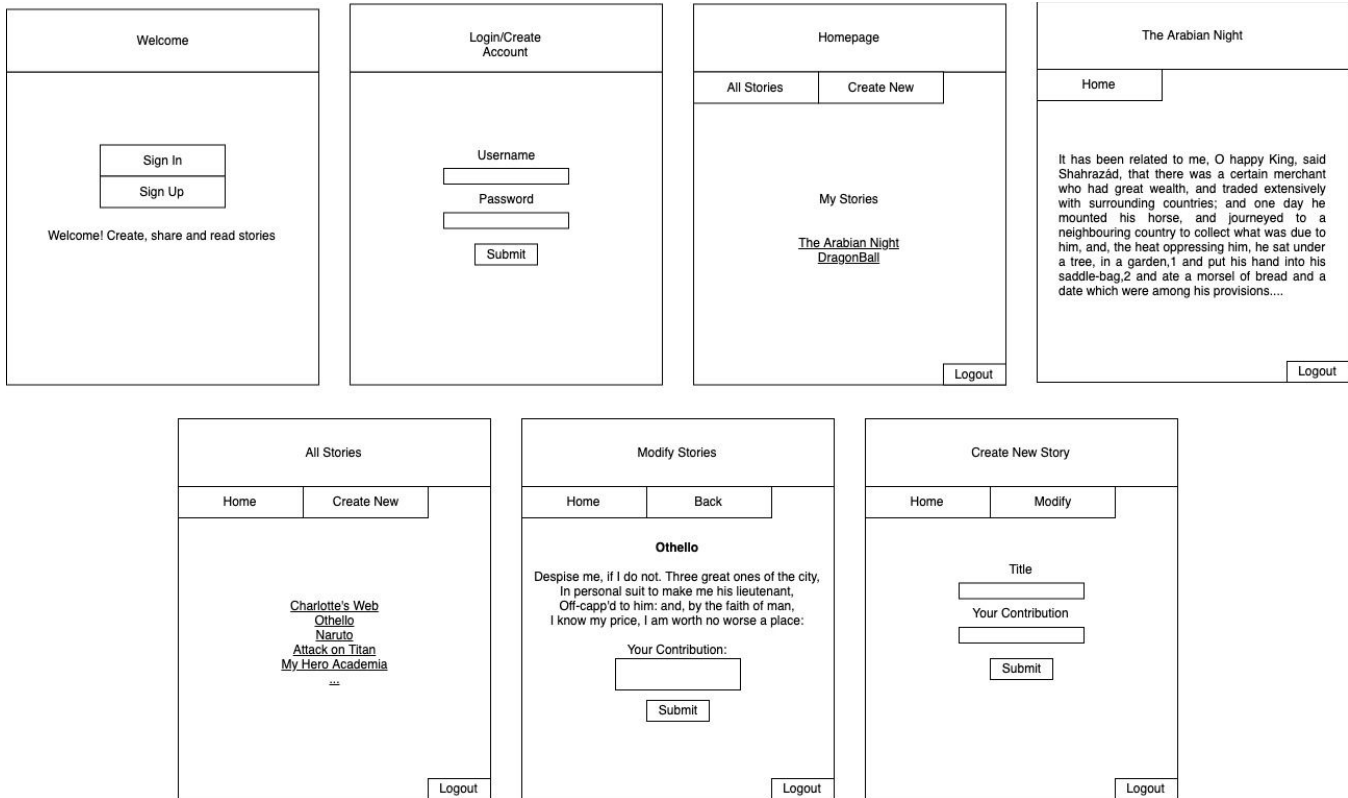 Welcome
Sign In
Sign Up
Welcome! Create, share and read stories
Login/Create
Account
Username
Password
Submit
Homepage
All Stories
Create New
My Stories
The Arabian Night
DragonBall
Logout
The Arabian Night
Home
It has been related to me, O happy King, said
Shahrazád, that there was a certain merchant
who had great wealth, and traded extensively
with surrounding countries; and one day he
mounted his horse, and journeyed to a
neighbouring country to collect what was due to
him, and, the heat oppressing him, he sat under
a tree, in a garden,1 and put his hand into his
saddle-bag,2 and ate a morsel of bread and a
date which were among his provisions....
Logout
All Stories
Home
Create New
Charlotte's Web
Othello
Naruto
Attack on Titan
My Hero Academia
...
Logout
Modify Stories
Home
Back
Othello
Despise me, if I do not. Three great ones of the city,
In personal suit to make me his lieutenant,
Off-capp'd to him: and, by the faith of man,
I know my price, I am worth no worse a place:
Your Contribution:
Submit
Logout
Create New Story
Home
Modify
Title
Your Contribution
Submit
Logout